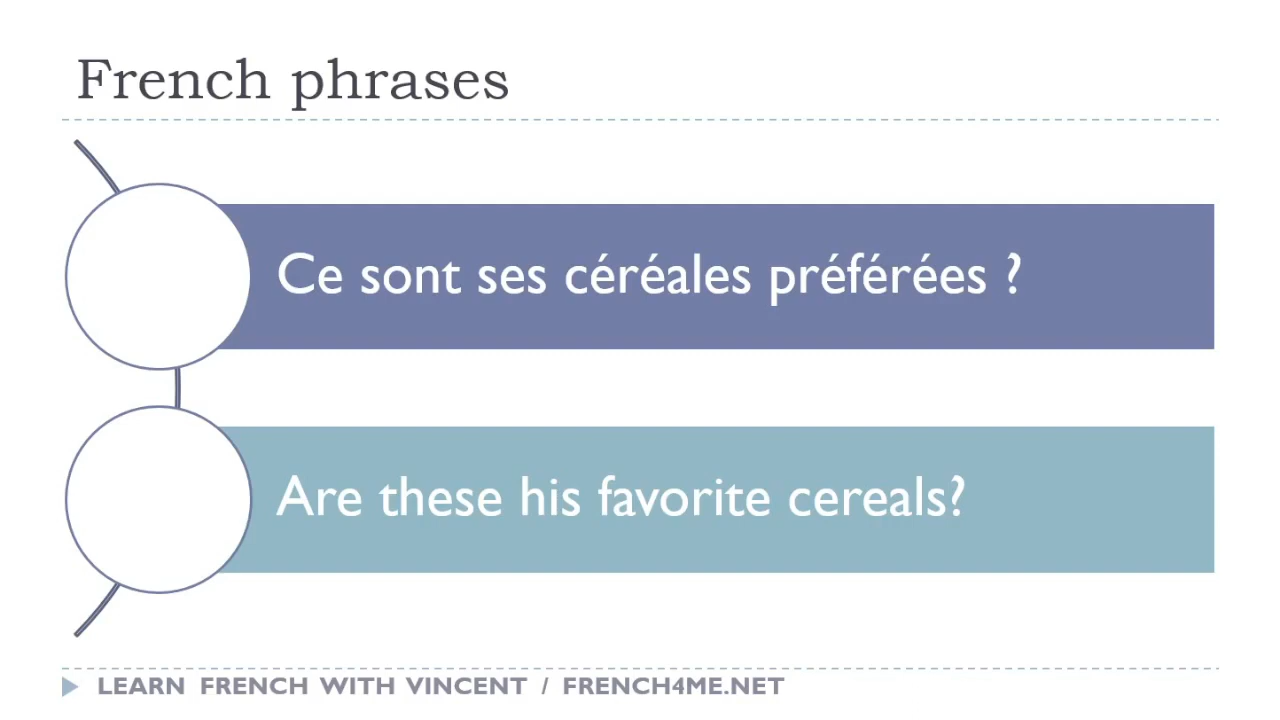 French phrases
Ce sont ses céréales préférées ?
Are these his favorite cereals?
LEARN FRENCH WITH VINCENT / FRENCH4ME.NET